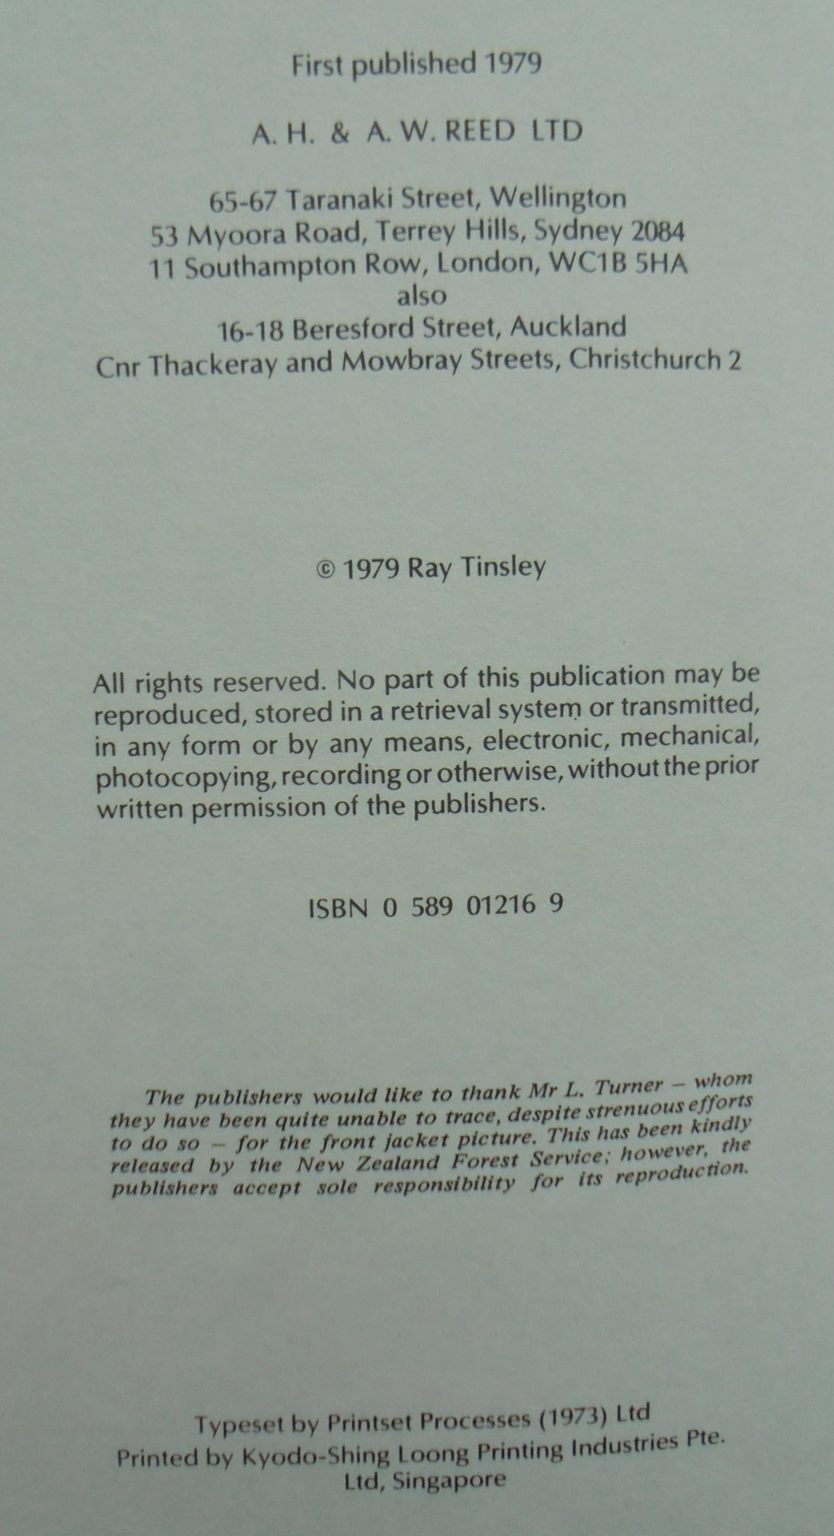 First published 1979
A. H. & A. W. REED LTD
65-67 Taranaki Street, Wellington
53 Myoora Road, Terrey Hills, Sydney 2084
11 Southampton Row, London, WC1B 5HA
also
16-18 Beresford Street, Auckland
Cnr Thackeray and Mowbray Streets, Christchurch 2
© 1979 Ray Tinsley
All rights reserved. No part of this publication may be
reproduced, stored in a retrieval system or transmitted,
in any form or by any means, electronic, mechanical,
photocopying, recording or otherwise, without the prior
written permission of the publishers.
ISBN 0 589 01216 9
The publishers would like to thank Mr L. Turner – whom
they have been quite unable to trace, despite strenuous efforts
to do so – for the front jacket picture. This has been kindly
released by the New Zealand Forest Service; however, the
publishers accept sole responsibility for its reproduction.
Typeset by Printset Processes (1973) Ltd
Printed by Kyodo-Shing Loong Printing Industries Pte.
Ltd, Singapore